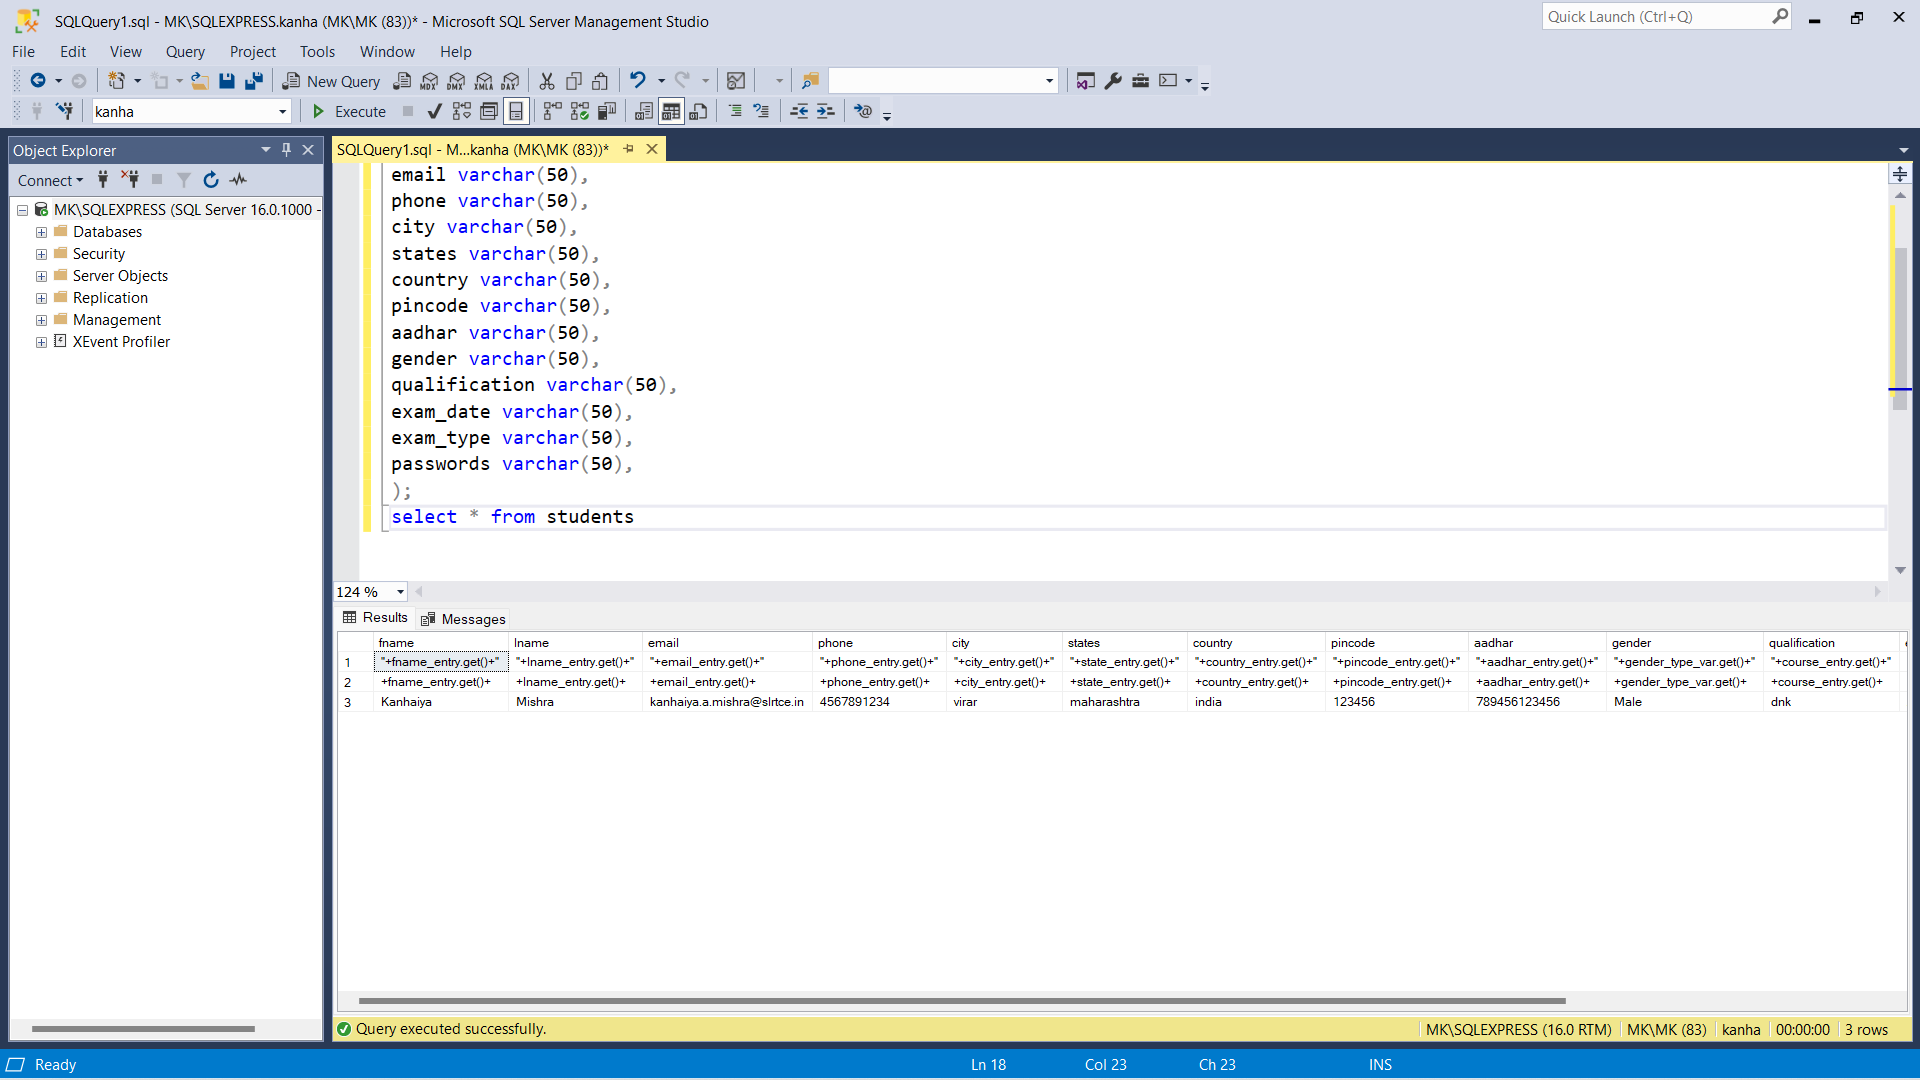 SQLQuery1.sql - MK\SQLEXPRESS.kanha (MK\MK (83))* - Microsoft SQL Server Management Studio
Quick Launch (Ctrl+Q)
File Edit View Query Project Tools Window Help
New Query MDX DMX XMLA DAX
kanha Execute
Object Explorer
Connect
MK\SQLEXPRESS (SQL Server 16.0.1000 -
Databases
Security
Server Objects
Replication
Management
XEvent Profiler
SQLQuery1.sql - M...kanha (MK\MK (83))*
email varchar(50),
phone varchar(50),
city varchar(50),
states varchar(50),
country varchar(50),
pincode varchar(50),
aadhar varchar(50),
gender varchar(50),
qualification varchar(50),
exam_date varchar(50),
exam_type varchar(50),
passwords varchar(50),
);
select * from students
124 %
Results Messages
fname lname email phone city states country pincode aadhar gender qualification
1 "+fname_entry.get()+" "+lname_entry.get()+" "+email_entry.get()+" "+phone_entry.get()+" "+city_entry.get()+" "+state_entry.get()+" "+country_entry.get()+" "+pincode_entry.get()+" "+aadhar_entry.get()+" "+gender_type_var.get()+" "+course_entry.get()+"
2 +fname_entry.get()+ +lname_entry.get()+ +email_entry.get()+ +phone_entry.get()+ +city_entry.get()+ +state_entry.get()+ +country_entry.get()+ +pincode_entry.get()+ +aadhar_entry.get()+ +gender_type_var.get()+ +course_entry.get()+
3 Kanhaiya Mishra kanhaiya.a.mishra@slrtce.in 4567891234 virar maharashtra india 123456 789456123456 Male dnk
Query executed successfully.
MK\SQLEXPRESS (16.0 RTM) MK\MK (83) kanha 00:00:00 3 rows
Ready Ln 18 Col 23 Ch 23 INS